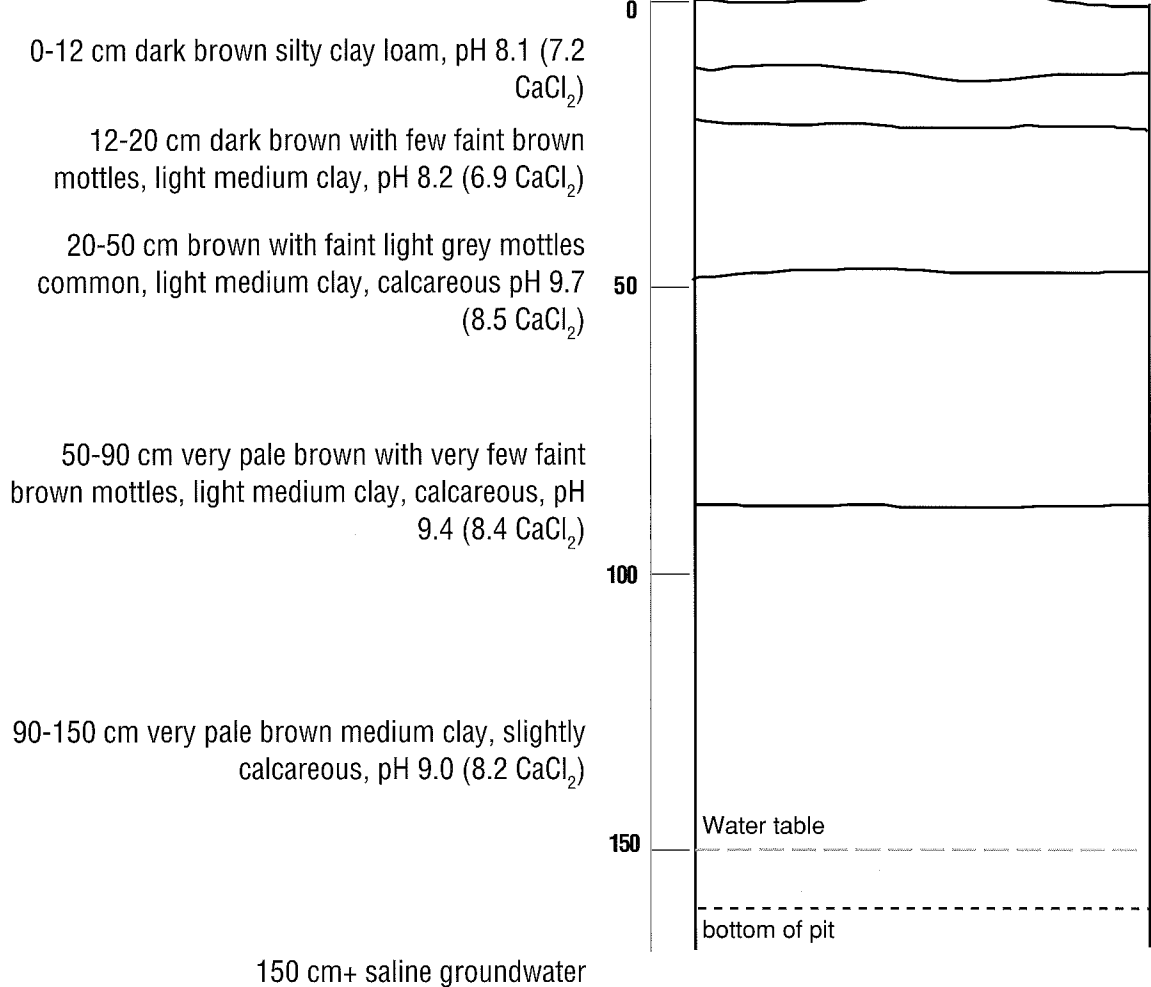 0
0-12 cm dark brown silty clay loam, pH 8.1 (7.2
CaCl₂)
12-20 cm dark brown with few faint brown
mottles, light medium clay, pH 8.2 (6.9 CaCl₂)
20-50 cm brown with faint light grey mottles
common, light medium clay, calcareous pH 9.7
(8.5 CaCl₂)
50
50-90 cm very pale brown with very few faint
brown mottles, light medium clay, calcareous, pH
9.4 (8.4 CaCl₂)
100
90-150 cm very pale brown medium clay, slightly
calcareous, pH 9.0 (8.2 CaCl₂)
150
Water table
bottom of pit
150 cm+ saline groundwater